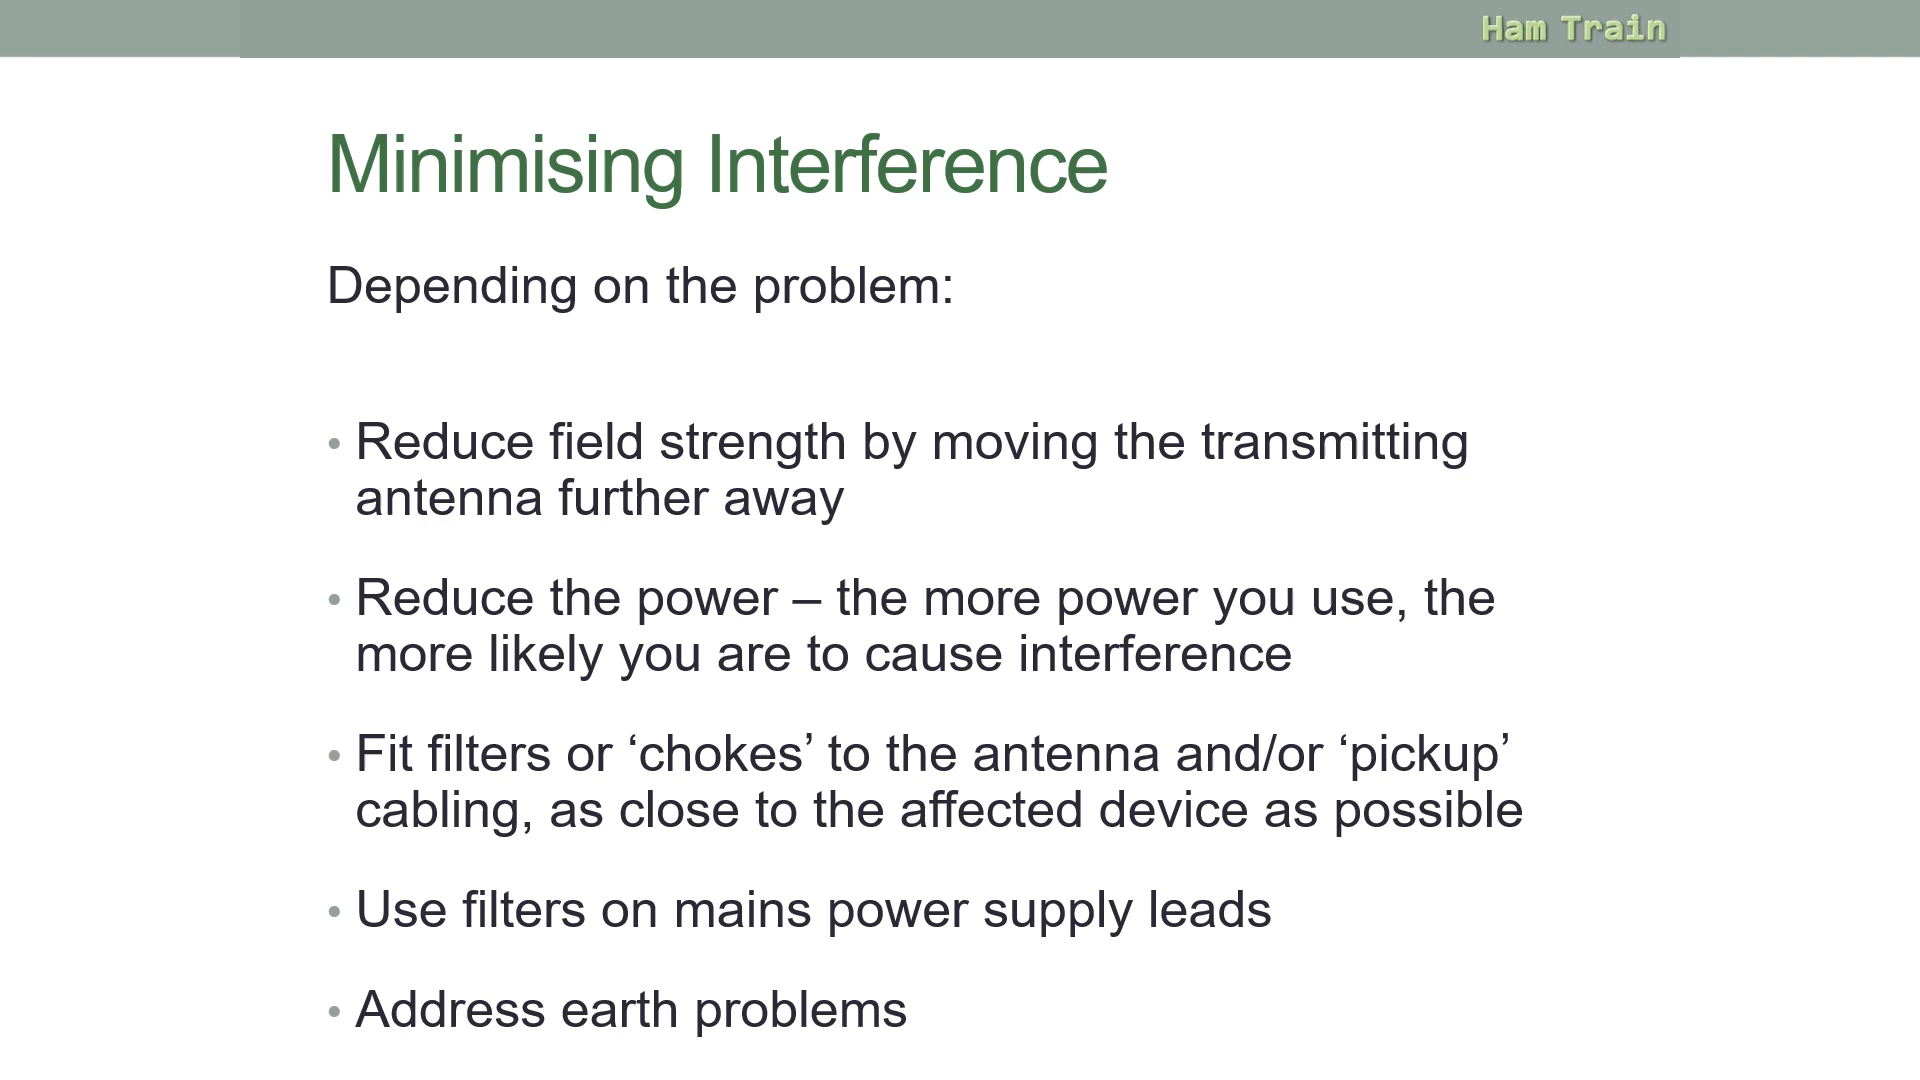 Ham Train
Minimising Interference
Depending on the problem:
• Reduce field strength by moving the transmitting
antenna further away
• Reduce the power – the more power you use, the
more likely you are to cause interference
• Fit filters or ‘chokes’ to the antenna and/or ‘pickup’
cabling, as close to the affected device as possible
• Use filters on mains power supply leads
• Address earth problems